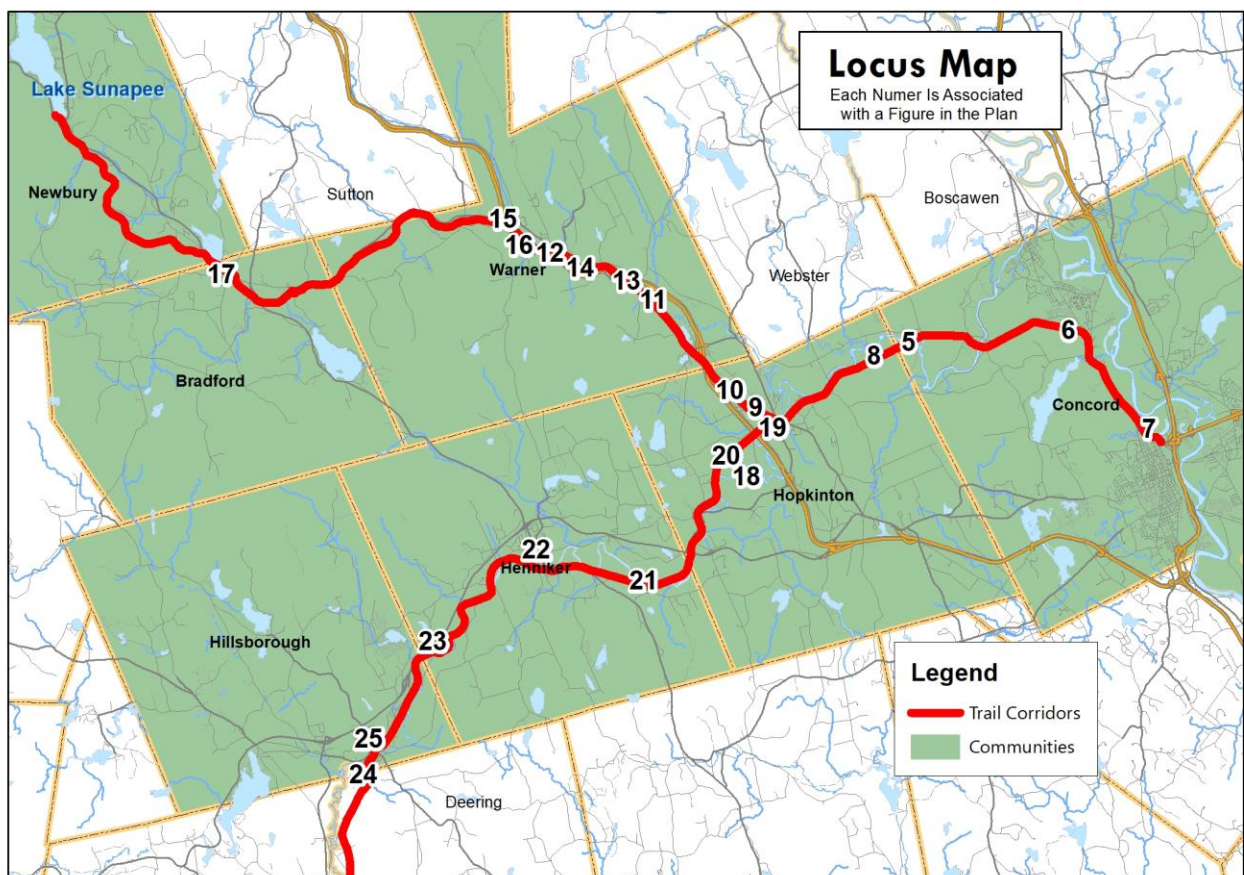 Locus Map
Each Numer Is Associated
with a Figure in the Plan
Lake Sunapee
Newbury
Sutton
Boscawen
15
16
12
Warner
14
13
11
17
Webster
6
5
8
Bradford
10
9
19
Concord
7
20
18
Hopkinton
22
Henniker
21
23
Hillsborough
25
24
Deering
Legend
Trail Corridors
Communities